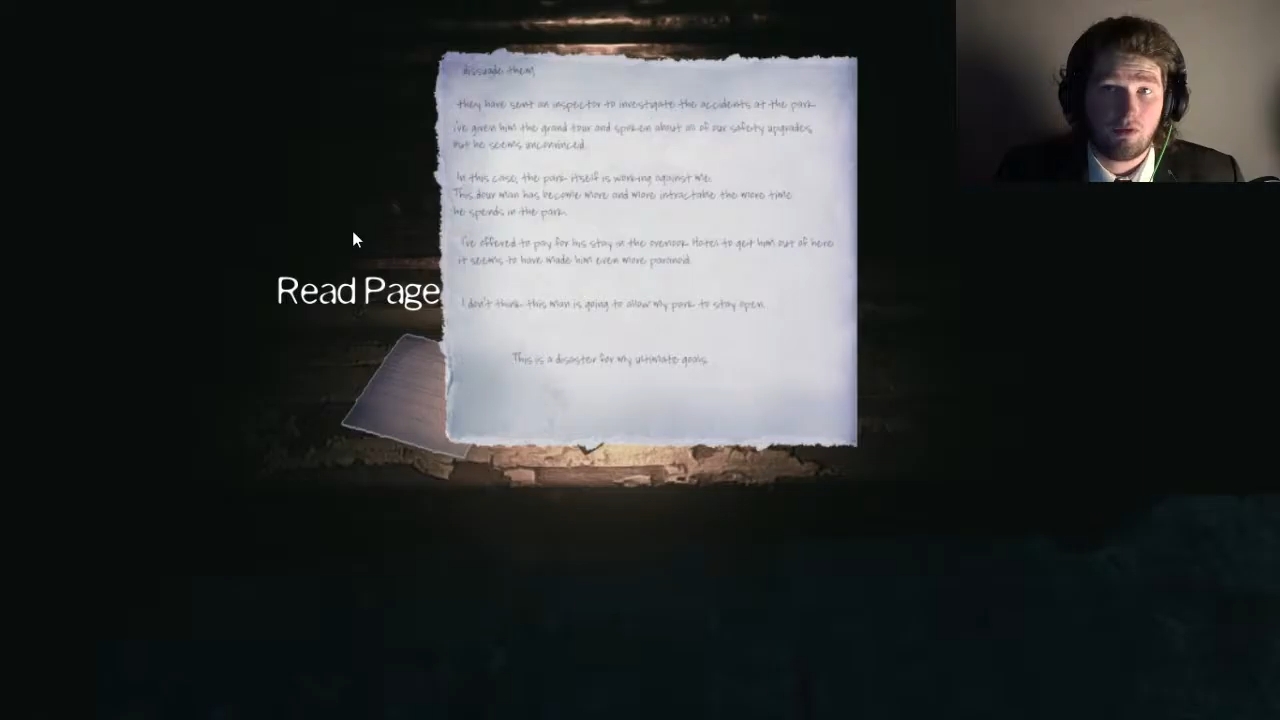 dissuade them
they have sent an inspector to investigate the accidents at the park
i've given him the grand tour and spoken about all of our safety upgrades,
but he seems unconvinced.
In this case, the park itself is working against me.
This dour man has become more and more intractable the more time
he spends in the park.
I've offered to pay for his stay in the Hotel to get him out of here
it seems to have made him even more paranoid.
Read Page
I don't think this man is going to allow my park to stay open.
This is a disaster for my ultimate goals.